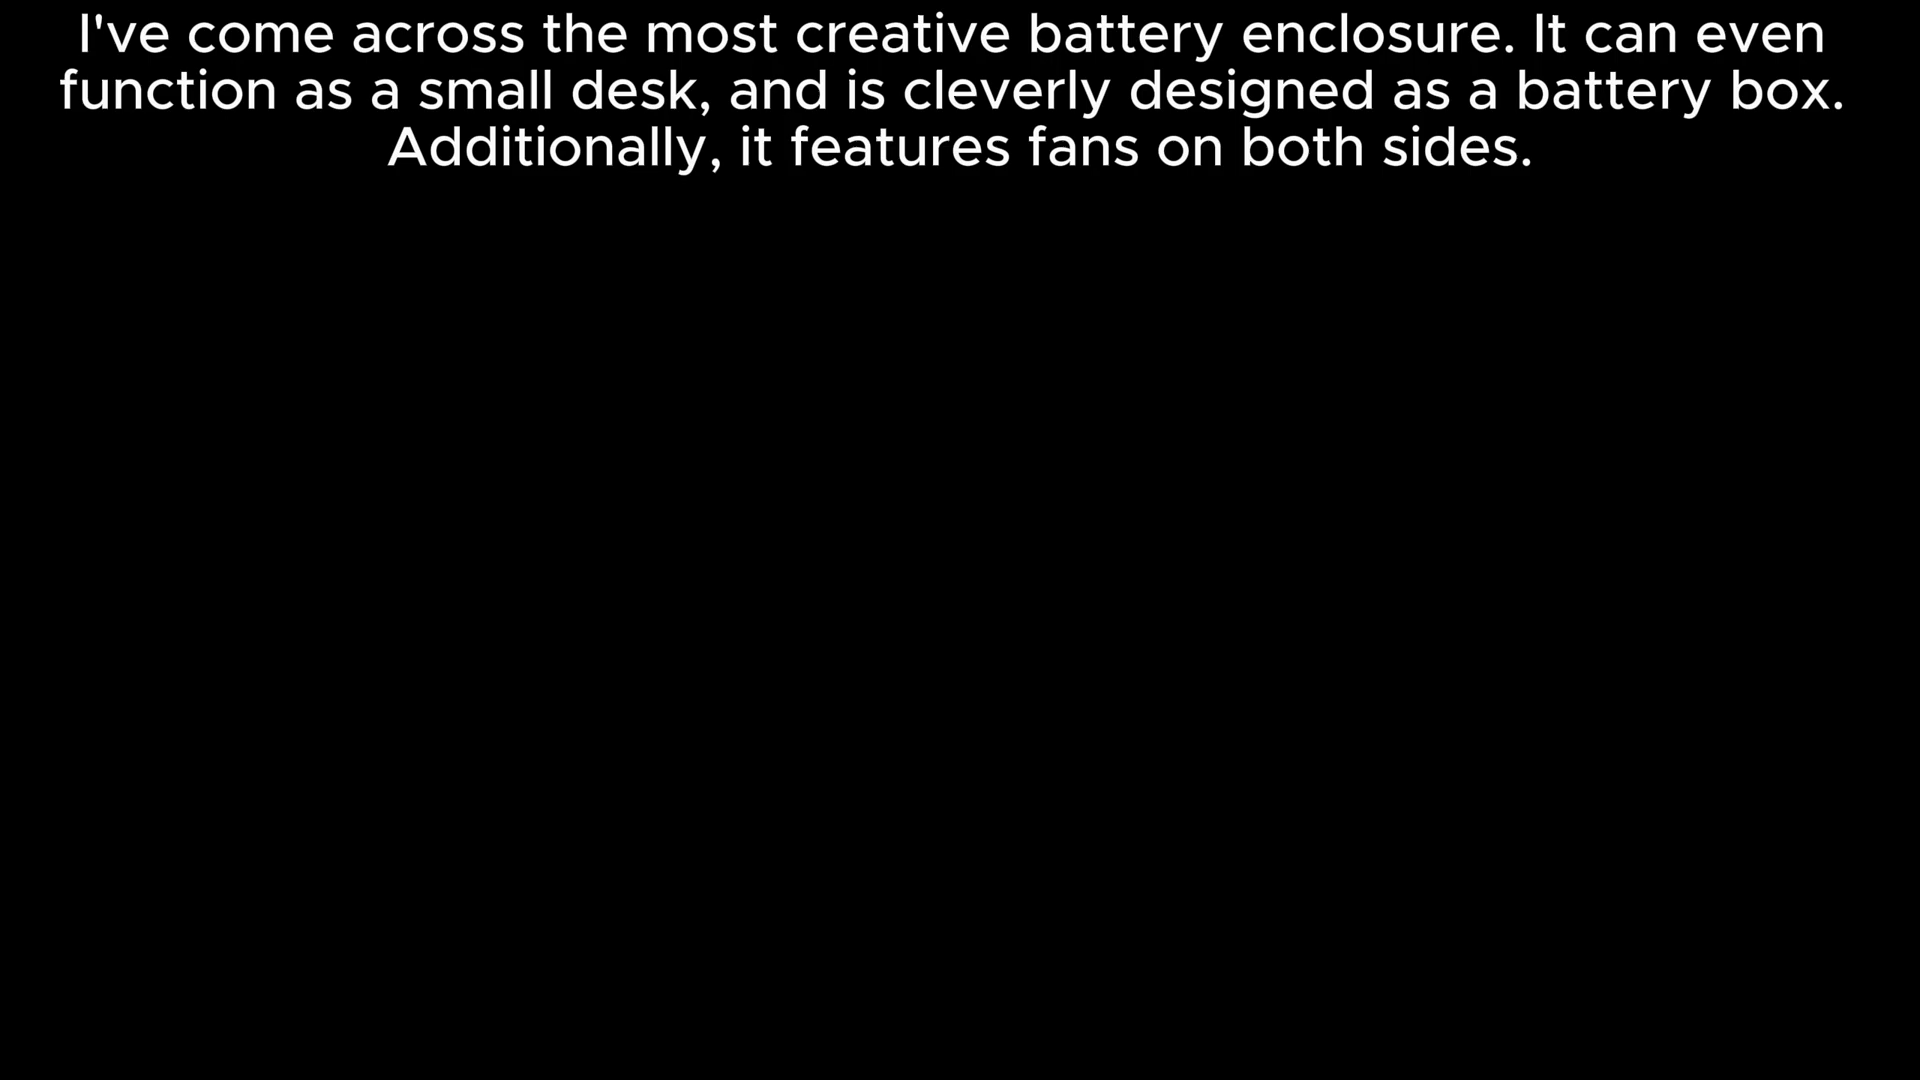 I've come across the most creative battery enclosure. It can even
function as a small desk, and is cleverly designed as a battery box.
Additionally, it features fans on both sides.